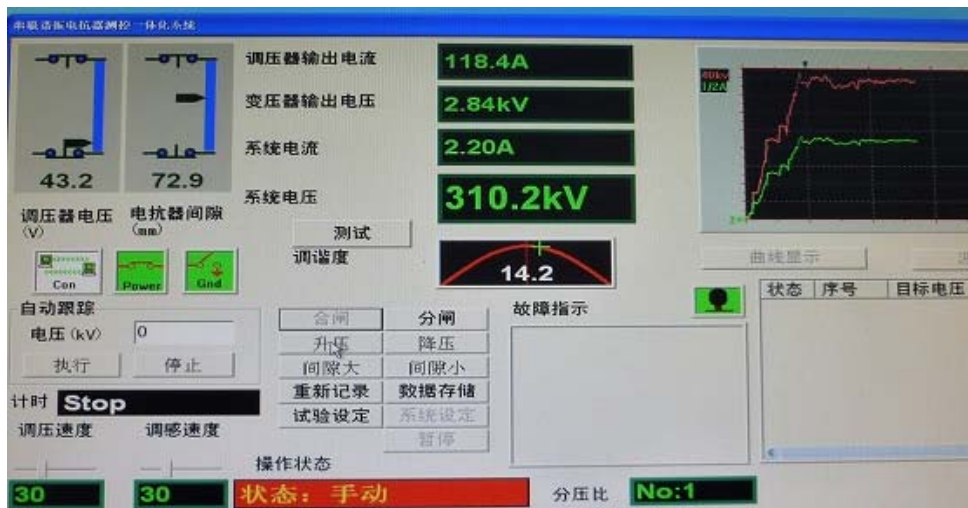 串联谐振电抗器测控一体化系统
调压器输出电流 118.4A
变压器输出电压 2.84kV
系统电流 2.20A
系统电压 310.2kV
43.2 72.9
调压器电压 (V) 电抗器间隙 (mm)
测试
调谐度 14.2
40kv
1/2A
Con Power Gnd
曲线显示
自动跟踪
电压(kV) 0
执行 停止
合闸 分闸
升压 降压
间隙大 间隙小
重新记录 数据存储
试验设定 系统设定
暂停
故障指示
状态 序号 目标电压
计时 Stop
调压速度 调感速度
30 30
操作状态
状态：手动
分压比 No:1